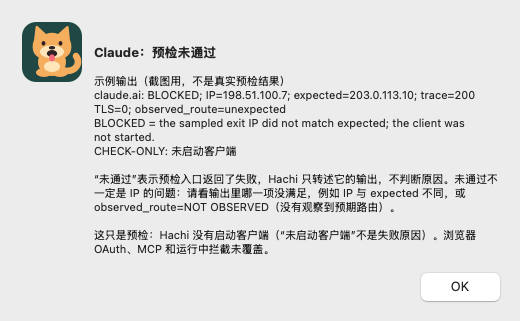 Claude：预检未通过
示例输出（截图用，不是真实预检结果）
claude.ai: BLOCKED; IP=198.51.100.7; expected=203.0.113.10; trace=200
TLS=0; observed_route=unexpected
BLOCKED = the sampled exit IP did not match expected; the client was
not started.
CHECK-ONLY: 未启动客户端
“未通过”表示预检入口返回了失败，Hachi 只转述它的输出，不判断原因。未通过不
一定是 IP 的问题：请看输出里哪一项没满足，例如 IP 与 expected 不同，或
observed_route=NOT OBSERVED（没有观察到预期路由）。
这只是预检：Hachi 没有启动客户端（“未启动客户端”不是失败原因）。浏览器
OAuth、MCP 和运行中拦截未覆盖。
OK